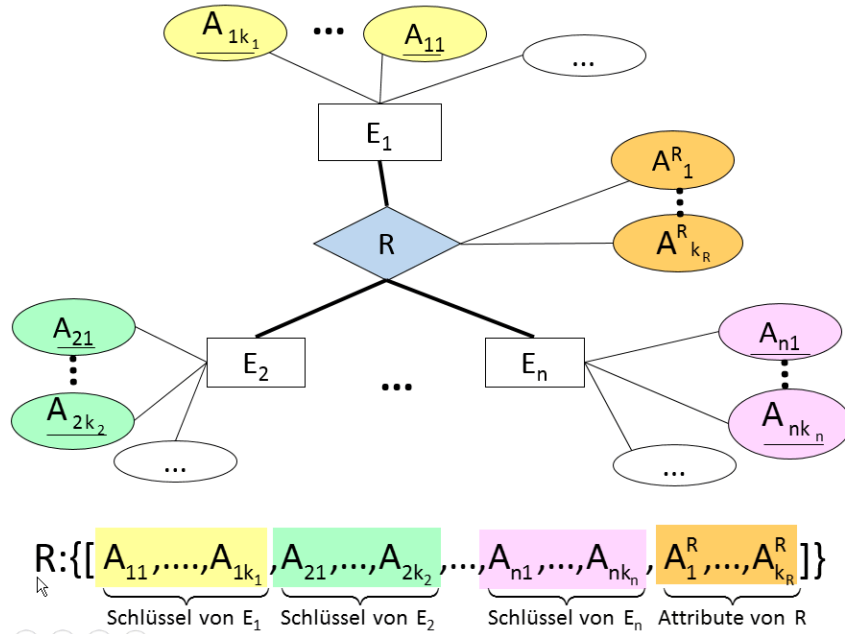 A1k1 ... A11
...
E1
AR1
R
ARkR
A21
E2
...
En
An1
A2k2
Ank n
...
...
R:{[A11,....,A1k1,A21,...,A2k2,...,An1,...,Ankn, AR1,...,ARkR]}
Schlüssel von E1 Schlüssel von E2 Schlüssel von En Attribute von R